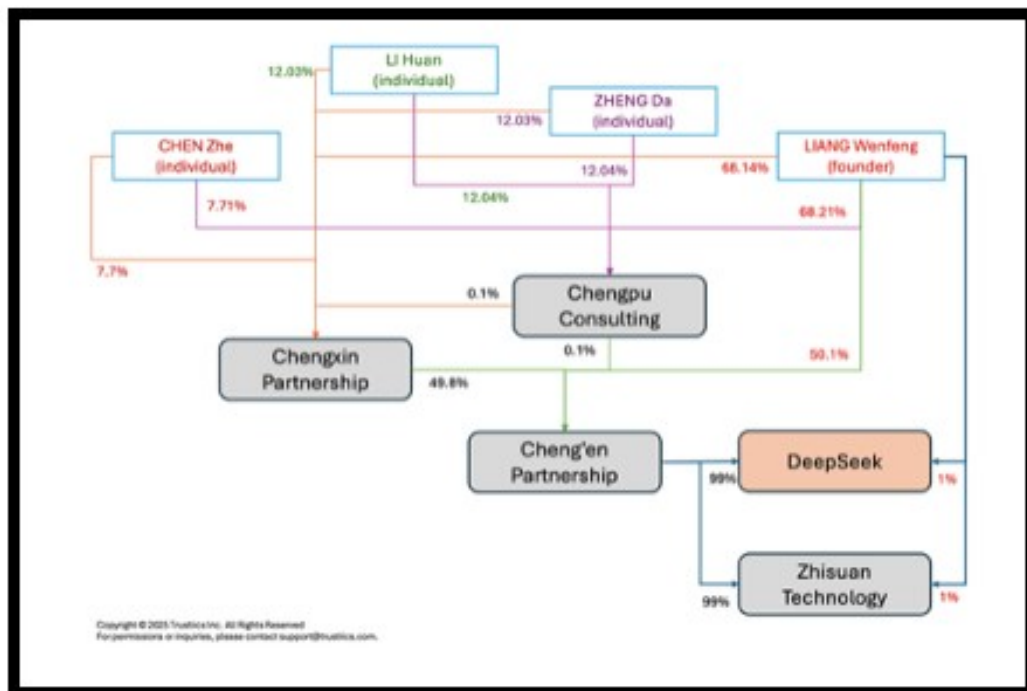 LI Huan
(individual)
12.03%
ZHENG Da
(individual)
12.03%
CHEN Zhe
(individual)
LIANG Wenfeng
(founder)
66.14%
12.04%
12.04%
7.71%
68.21%
7.7%
0.1%
Chengpu
Consulting
0.1%
50.1%
Chengxin
Partnership
49.8%
Cheng'en
Partnership
DeepSeek
99%
1%
Zhisuan
Technology
99%
1%
Copyright © 2025 Trustiics Inc. All Rights Reserved
For permissions or inquiries, please contact support@trustiics.com.